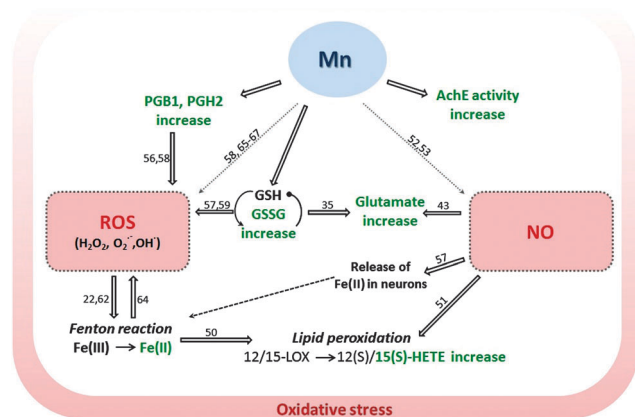 Mn
PGB1, PGH2
increase
AchE activity
increase
56,58
58,65-67
52,53
ROS
(H₂O₂, O₂˙⁻,OH˙)
57,59
GSH
GSSG
increase
35
Glutamate
increase
43
NO
22,62
64
Release of
Fe(II) in neurons
57
51
Fenton reaction
Fe(III) → Fe(II)
50
Lipid peroxidation
12/15-LOX → 12(S)/15(S)-HETE increase
Oxidative stress